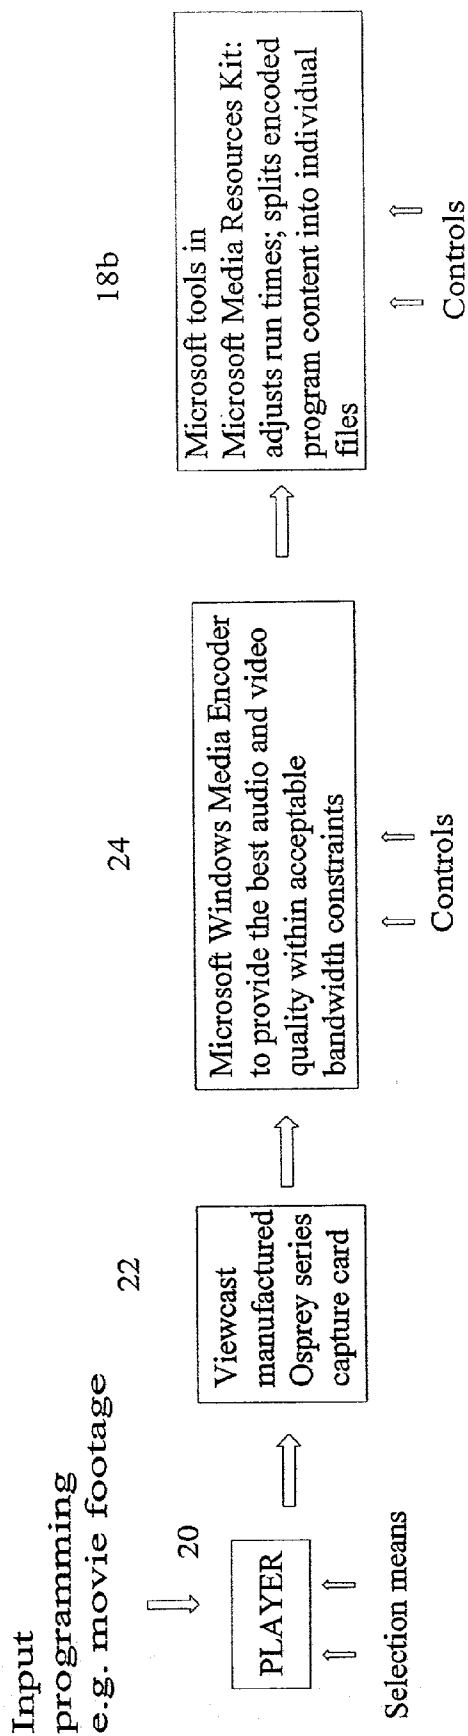 Input
programming
e.g. movie footage
20
PLAYER
Selection means
22
Viewcast
manufactured
Osprey series
capture card
24
Microsoft Windows Media Encoder
to provide the best audio and video
quality within acceptable
bandwidth constraints
Controls
18b
Microsoft tools in
Microsoft Media Resources Kit:
adjusts run times; splits encoded
program content into individual
files
Controls